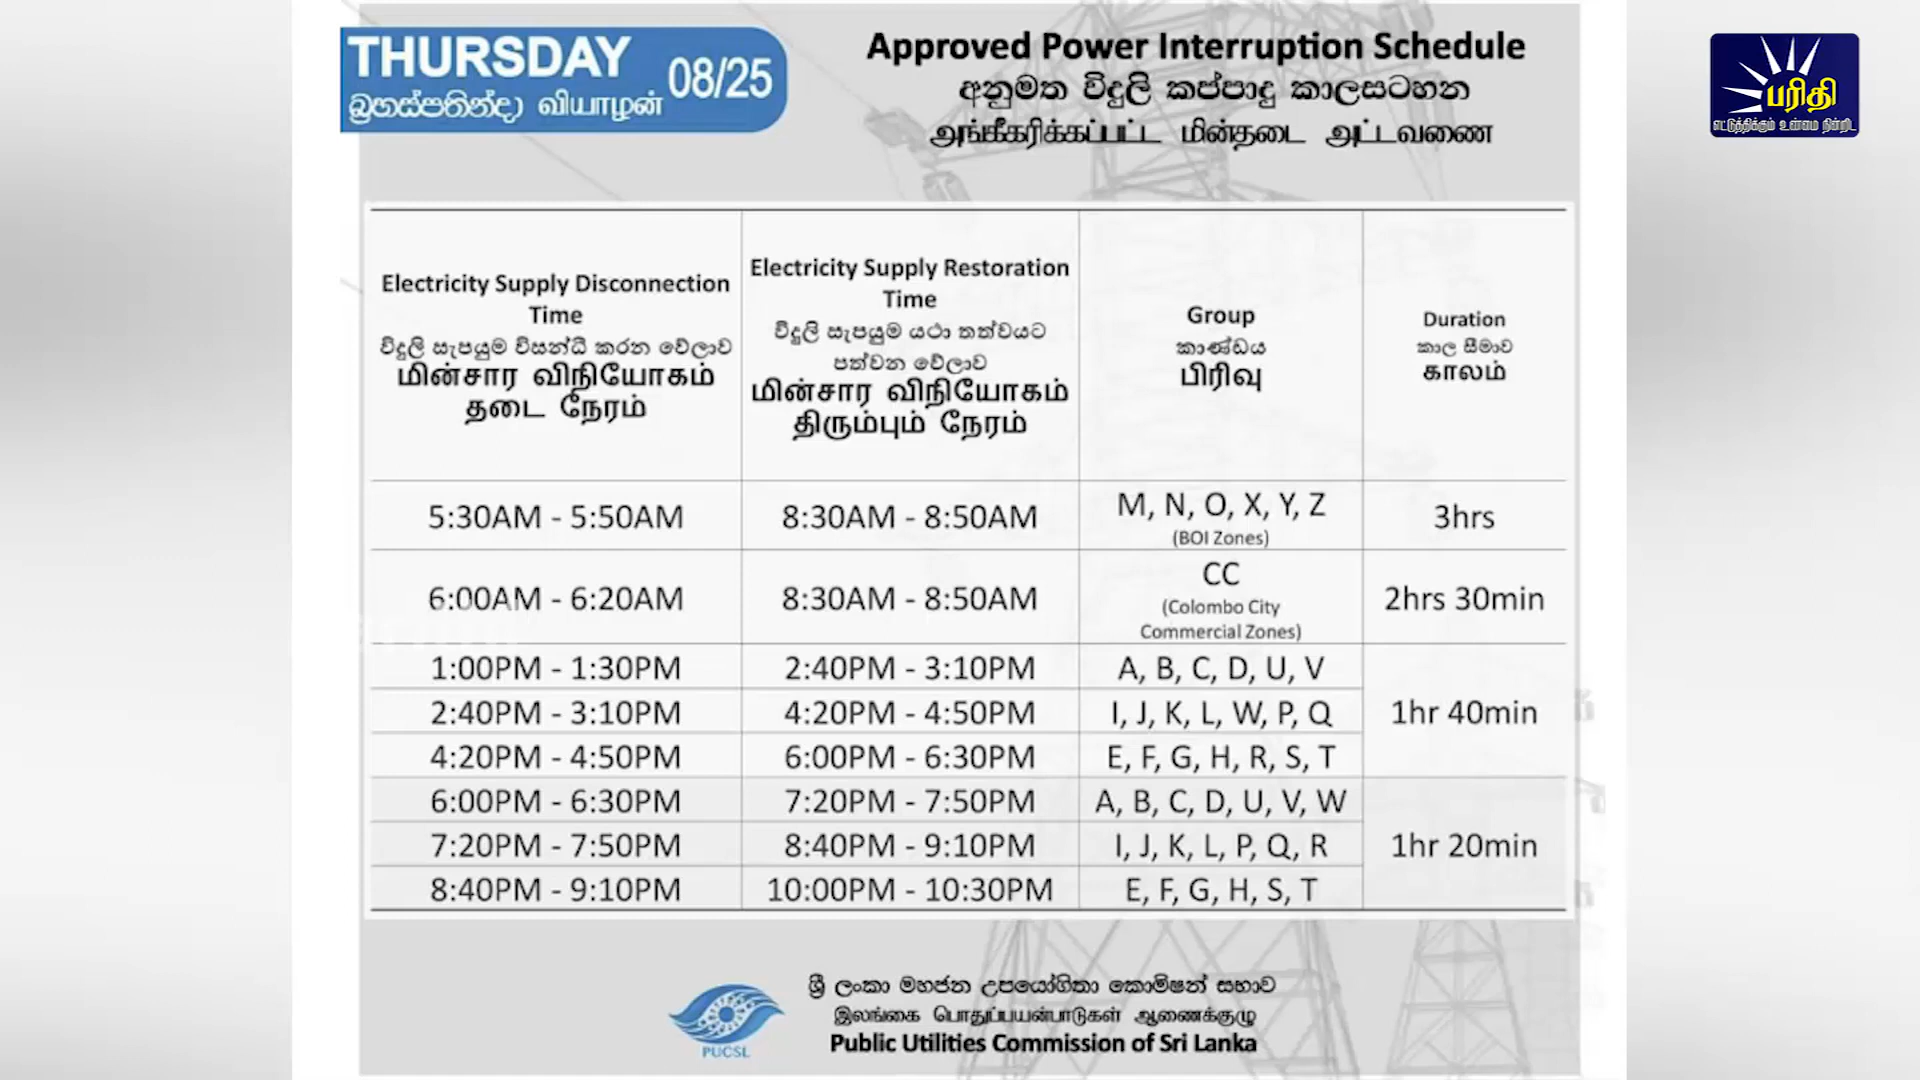 THURSDAY
බ්‍රහස්පතින්දා வியாழன்
08/25
Approved Power Interruption Schedule
අනුමත විදුලි කප්පාදු කාලසටහන
அங்கீகரிக்கப்பட்ட மின்தடை அட்டவணை
பரிதி
எட்டுத்திக்கும் உண்மை நின்றிட
Electricity Supply Disconnection
Time
විදුලි සැපයුම විසන්ධි කරන වේලාව
மின்சார விநியோகம்
தடை நேரம்
Electricity Supply Restoration
Time
විදුලි සැපයුම යථා තත්වයට
පත්වන වේලාව
மின்சார விநியோகம்
திரும்பும் நேரம்
Group
කාණ්ඩය
பிரிவு
Duration
කාල සීමාව
காலம்
5:30AM - 5:50AM 8:30AM - 8:50AM M, N, O, X, Y, Z 3hrs
(BOI Zones)
6:00AM - 6:20AM 8:30AM - 8:50AM CC 2hrs 30min
(Colombo City
Commercial Zones)
1:00PM - 1:30PM 2:40PM - 3:10PM A, B, C, D, U, V
2:40PM - 3:10PM 4:20PM - 4:50PM I, J, K, L, W, P, Q 1hr 40min
4:20PM - 4:50PM 6:00PM - 6:30PM E, F, G, H, R, S, T
6:00PM - 6:30PM 7:20PM - 7:50PM A, B, C, D, U, V, W
7:20PM - 7:50PM 8:40PM - 9:10PM I, J, K, L, P, Q, R 1hr 20min
8:40PM - 9:10PM 10:00PM - 10:30PM E, F, G, H, S, T
PUCSL
ශ්‍රී ලංකා මහජන උපයෝගිතා කොමිෂන් සභාව
இலங்கை பொதுப்பயன்பாடுகள் ஆணைக்குழு
Public Utilities Commission of Sri Lanka